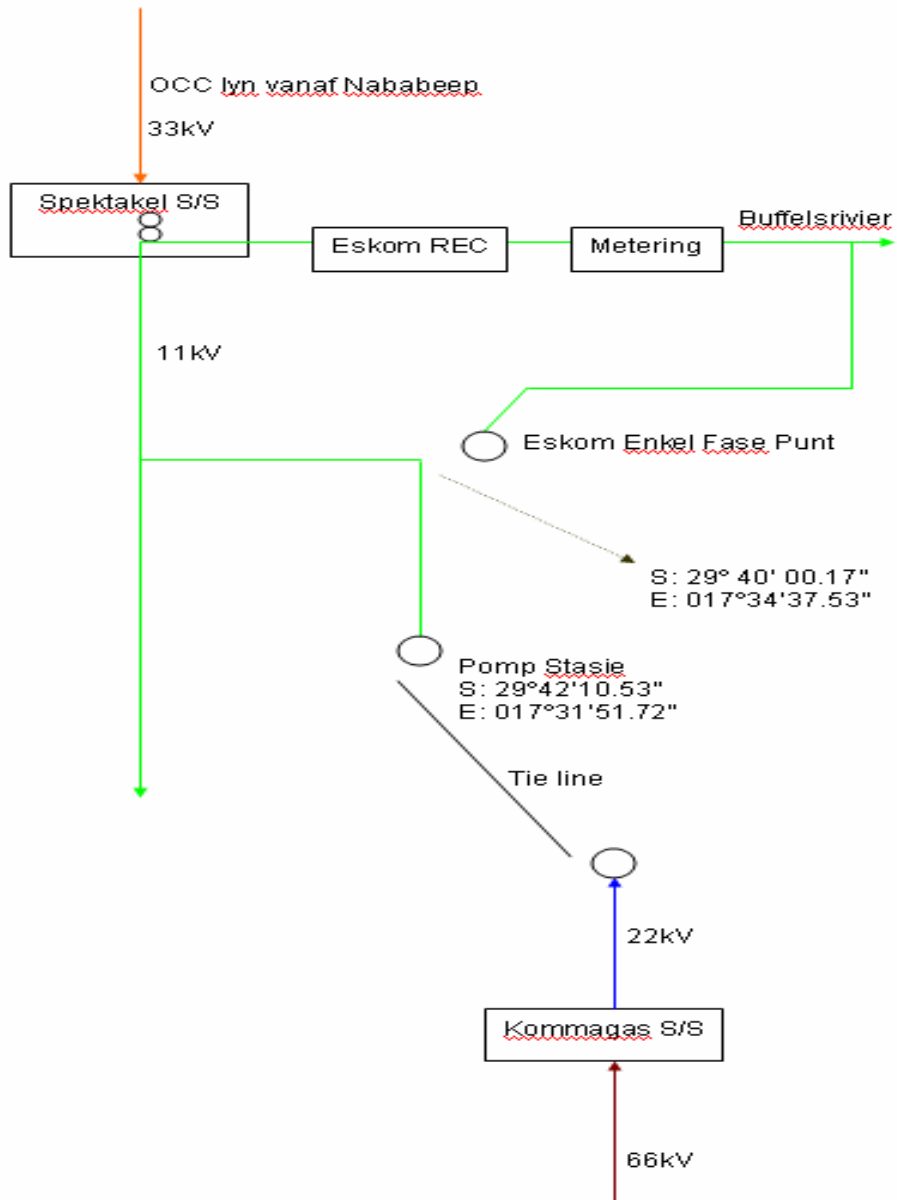 OCC lyn vanaf Nababeep
33kV
Spektakel S/S
Eskom REC
Metering
Buffelsrivier
11kV
Eskom Enkel Fase Punt
S: 29° 40' 00.17"
E: 017°34'37.53"
Pomp Stasie
S: 29°42'10.53"
E: 017°31'51.72"
Tie line
22kV
Kommagas S/S
66kV